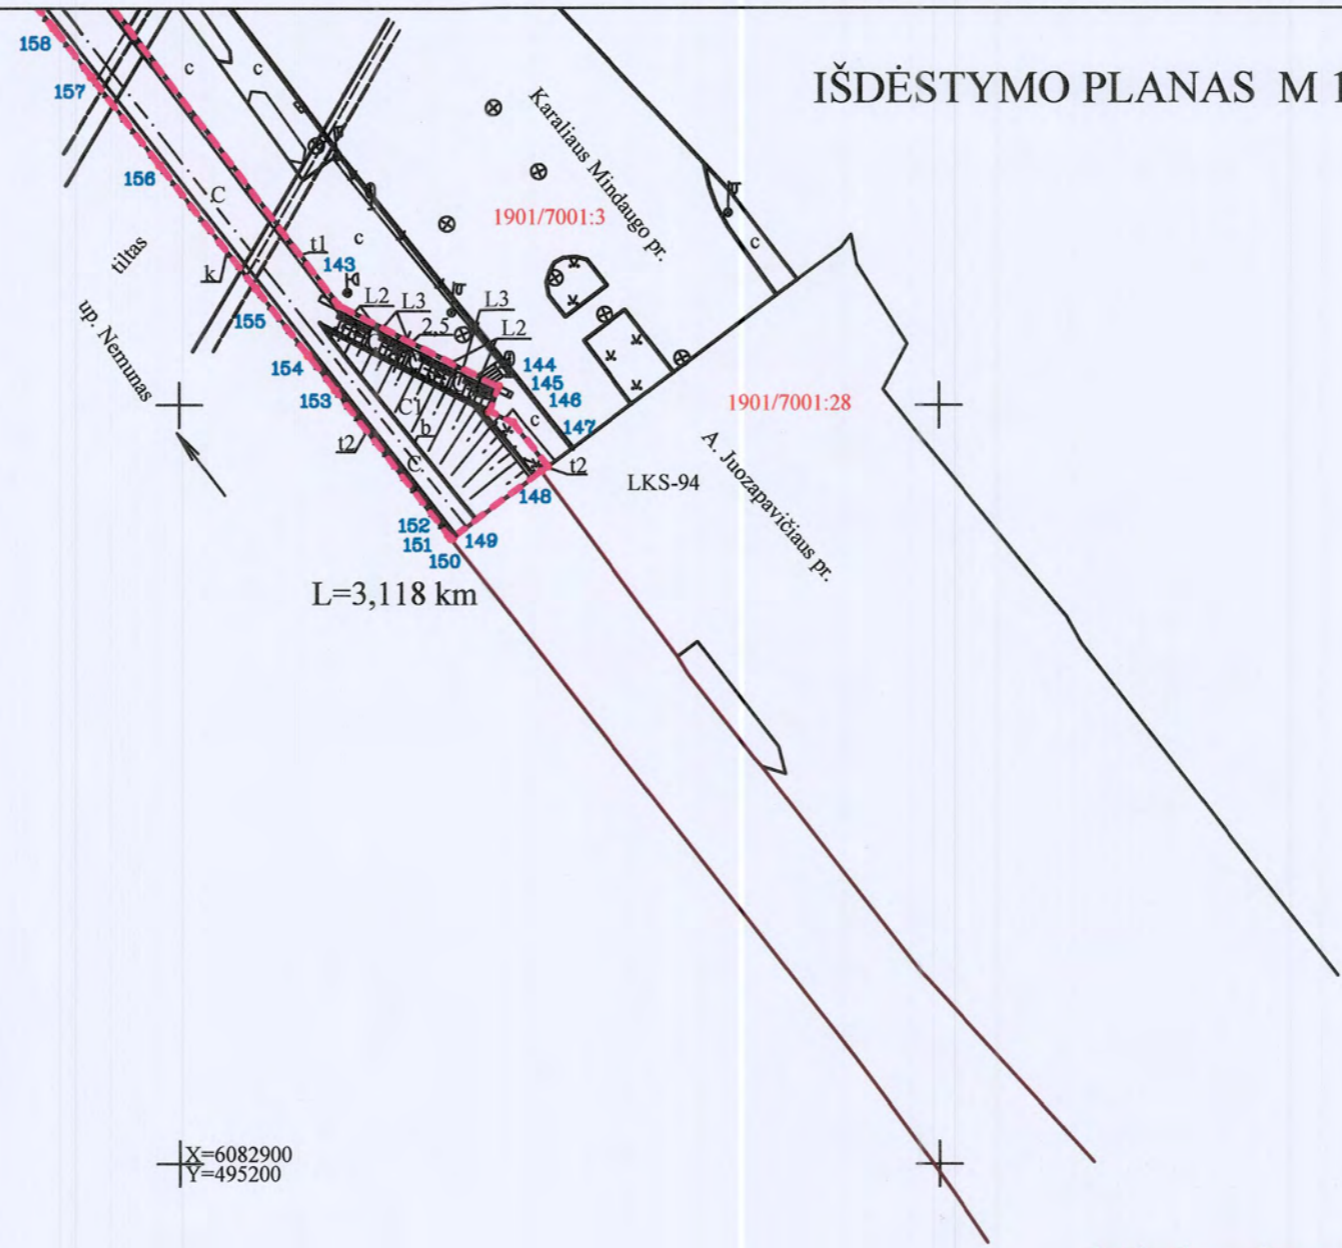 IŠDĖSTYMO PLANAS M 1
158
157
156
155
154
153
152
151
150
149
148
147
146
145
144
143
c
c
c
c
c
C
C
C1
b
k
t1
t2
t2
L2
L3
2,5
L3
L2
tiltas
up. Nemunas
Karaliaus Mindaugo pr.
1901/7001:3
1901/7001:28
A. Juozapavičiaus pr.
LKS-94
L=3,118 km
X=6082900
Y=495200